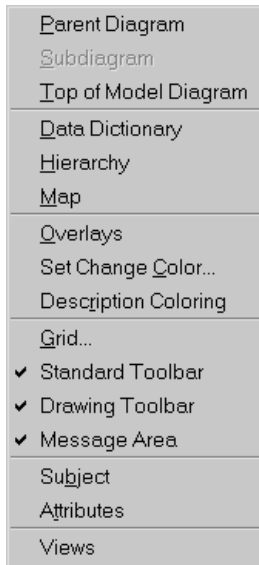 Parent Diagram
Subdiagram
Top of Model Diagram
Data Dictionary
Hierarchy
Map
Overlays
Set Change Color...
Description Coloring
Grid...
Standard Toolbar
Drawing Toolbar
Message Area
Subject
Attributes
Views